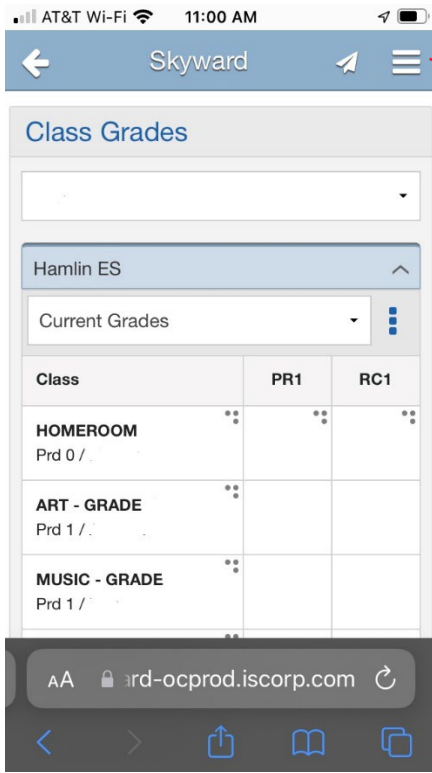 AT&T Wi-Fi 11:00 AM
Skyward
Class Grades
Hamlin ES
Current Grades
Class PR1 RC1
HOMEROOM
Prd 0 /
ART - GRADE
Prd 1 /
MUSIC - GRADE
Prd 1 /
AA ard-ocprod.iscorp.com